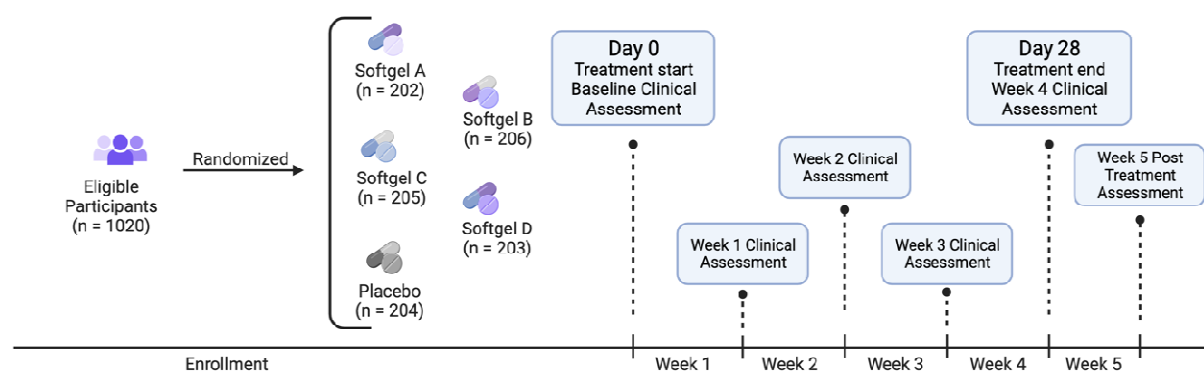 Eligible
Participants
(n = 1020)
Randomized
Softgel A
(n = 202)
Softgel B
(n = 206)
Softgel C
(n = 205)
Softgel D
(n = 203)
Placebo
(n = 204)
Day 0
Treatment start
Baseline Clinical
Assessment
Week 1 Clinical
Assessment
Week 2 Clinical
Assessment
Week 3 Clinical
Assessment
Day 28
Treatment end
Week 4 Clinical
Assessment
Week 5 Post
Treatment
Assessment
Enrollment
Week 1
Week 2
Week 3
Week 4
Week 5